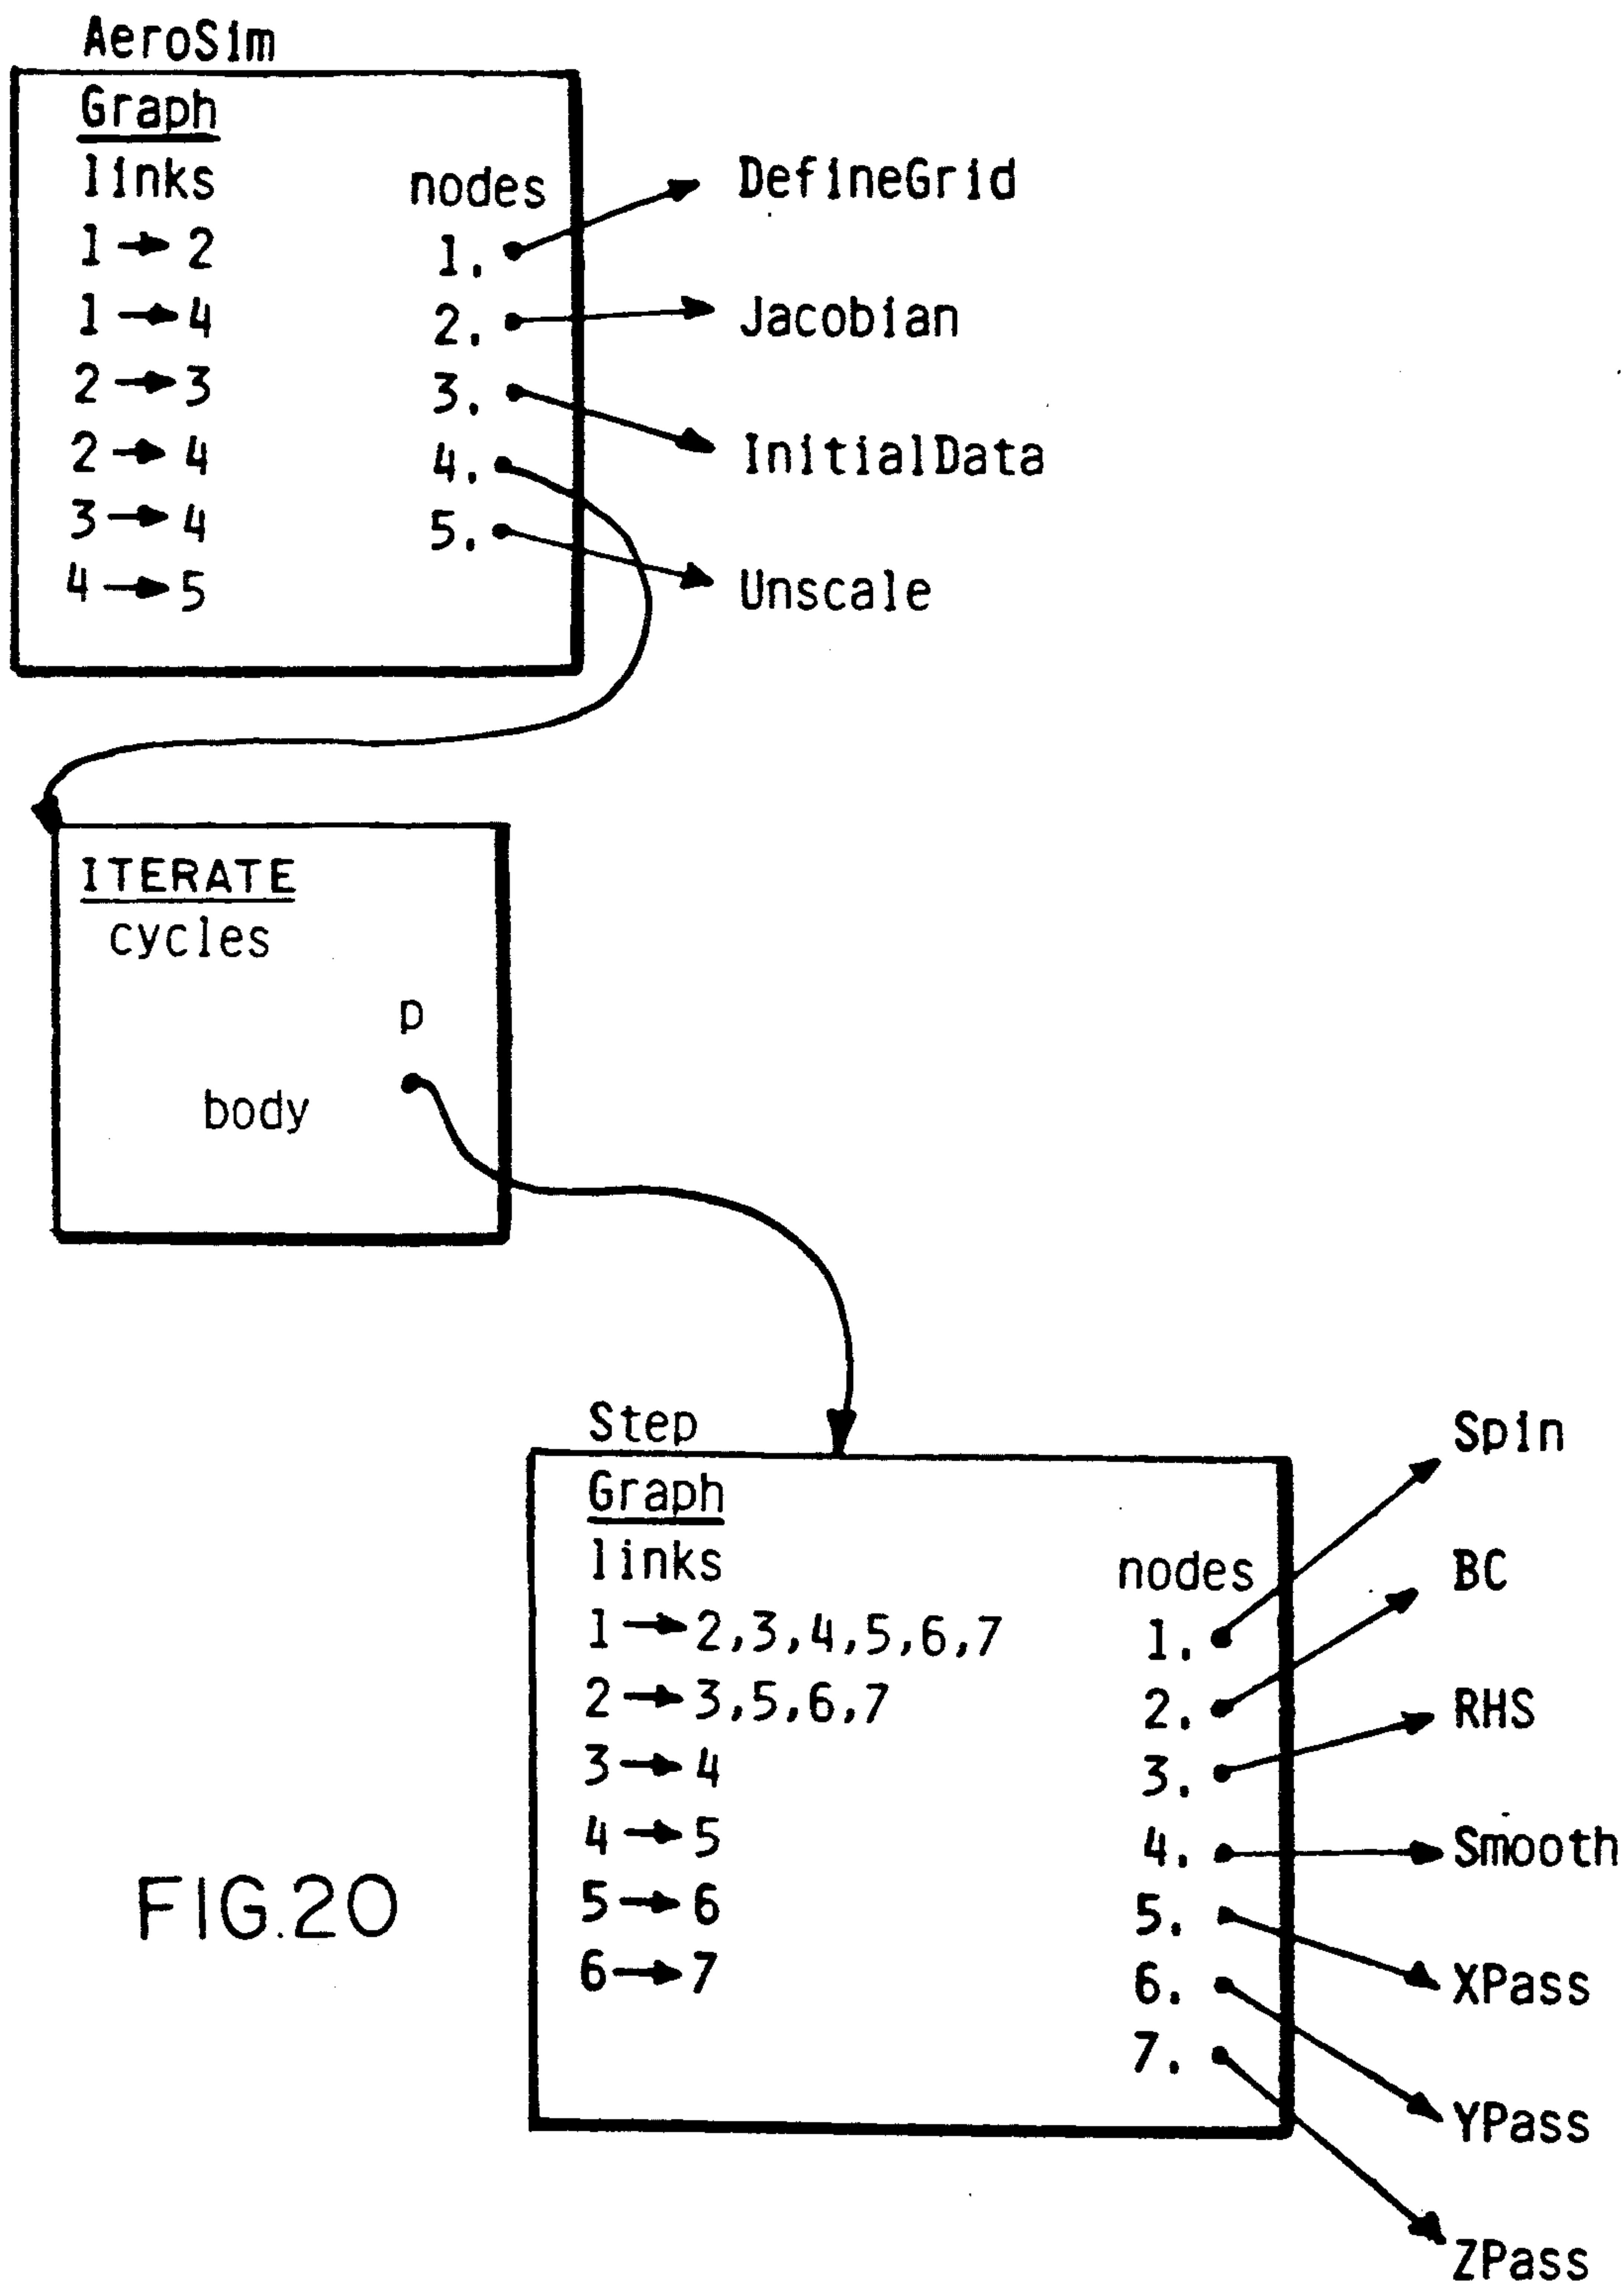 AeroSim
Graph
links
nodes
1 → 2
1 → 4
2 → 3
2 → 4
3 → 4
4 → 5
1.
2.
3.
4.
5.
DefineGrid
Jacobian
InitialData
Unscale
ITERATE
cycles
p
body
Step
Graph
links
nodes
1 → 2,3,4,5,6,7
2 → 3,5,6,7
3 → 4
4 → 5
5 → 6
6 → 7
1.
2.
3.
4.
5.
6.
7.
Spin
BC
RHS
Smooth
XPass
YPass
ZPass
FIG.20